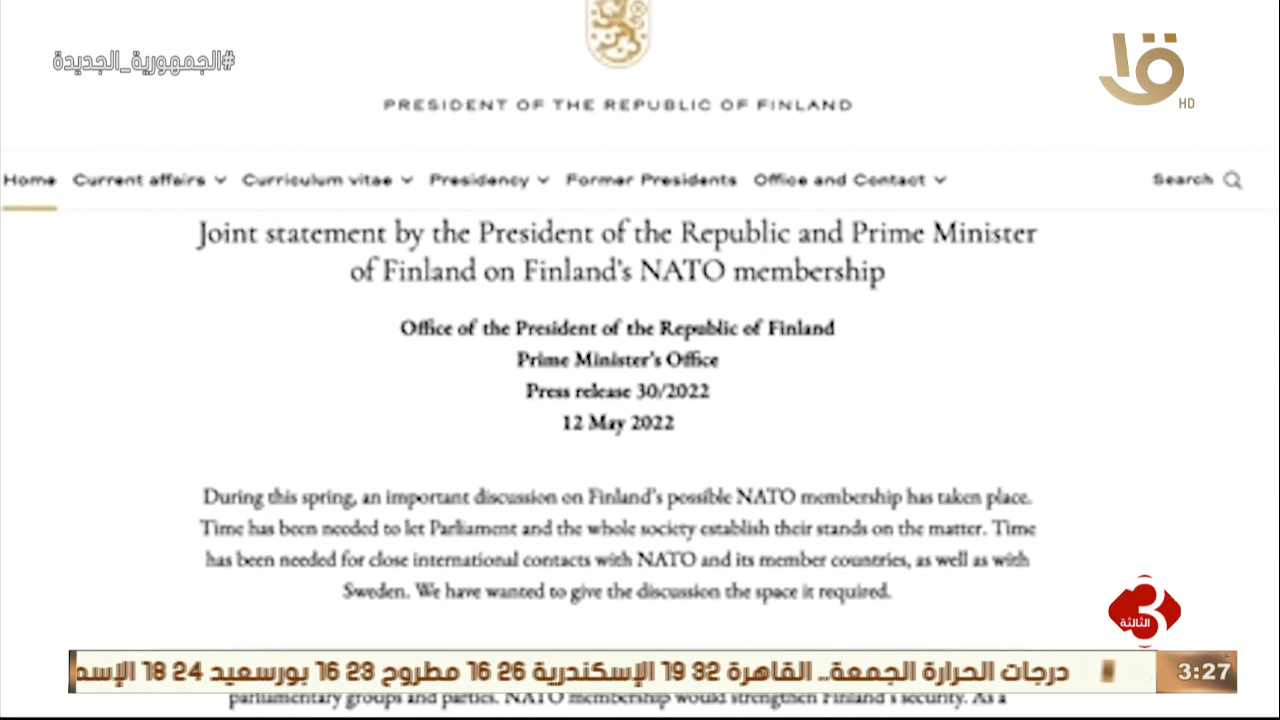 #الجمهورية_الجديدة
HD
PRESIDENT OF THE REPUBLIC OF FINLAND
Home Current affairs Curriculum vitae Presidency Former Presidents Office and Contact Search
Joint statement by the President of the Republic and Prime Minister
of Finland on Finland's NATO membership
Office of the President of the Republic of Finland
Prime Minister's Office
Press release 30/2022
12 May 2022
During this spring, an important discussion on Finland's possible NATO membership has taken place.
Time has been needed to let Parliament and the whole society establish their stands on the matter. Time
has been needed for close international contacts with NATO and its member countries, as well as with
Sweden. We have wanted to give the discussion the space it required.
3 الثالثة
درجات الحرارة الجمعة.. القاهرة 32 19 الإسكندرية 26 16 مطروح 23 16 بورسعيد 24 18 الإسم
3:27
parliamentary groups and parties. NATO membership would strengthen Finland's security. As a